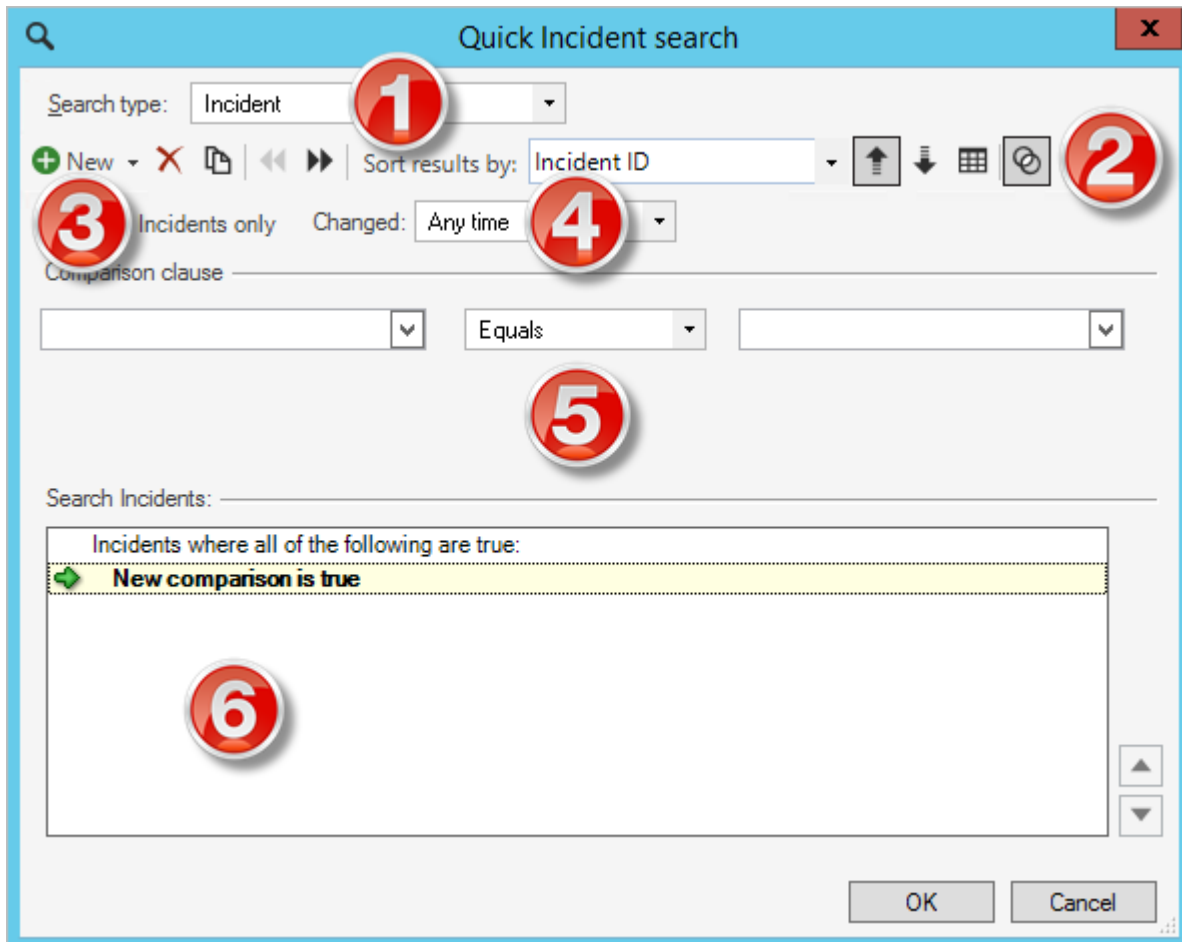 Quick Incident search
x
Search type: Incident
1
New Sort results by: Incident ID
2
3 Incidents only Changed: Any time 4
Comparison clause
Equals
5
Search Incidents:
Incidents where all of the following are true:
New comparison is true
6
OK Cancel